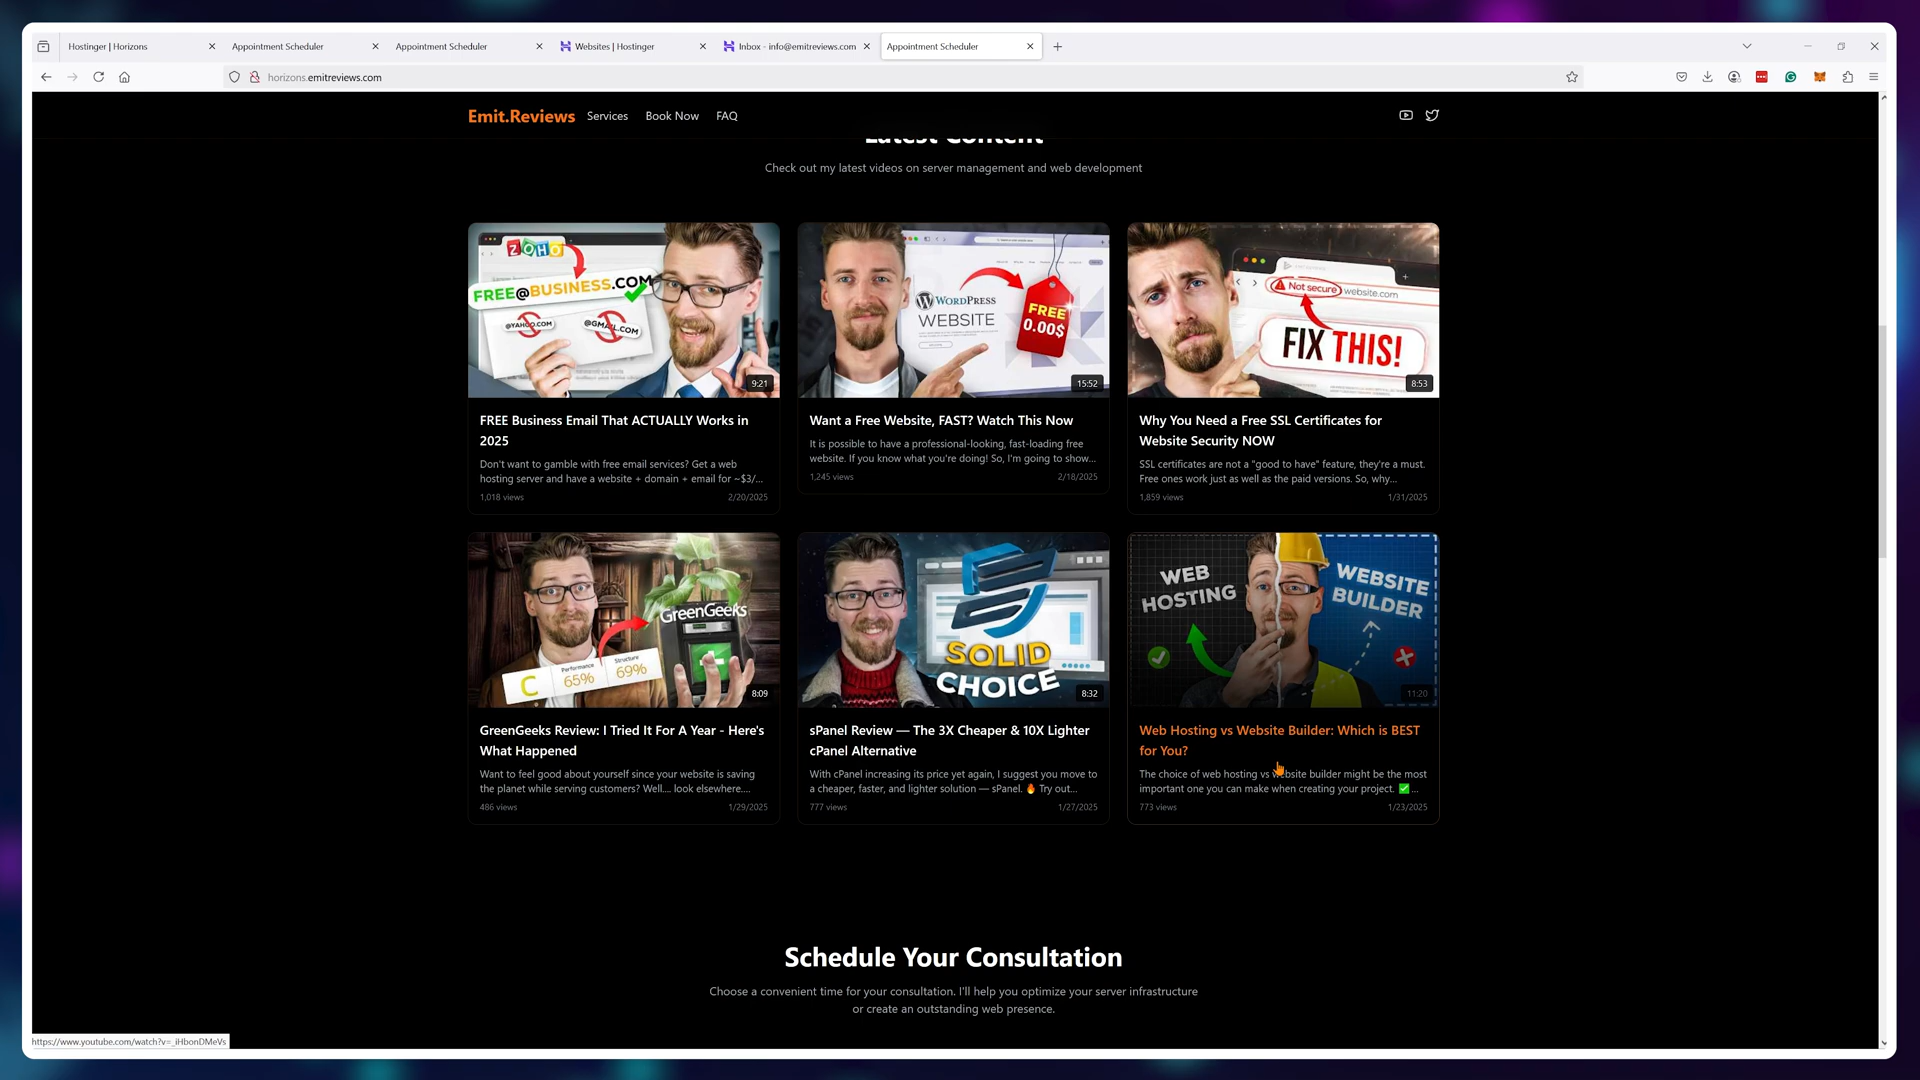 Hostinger | Horizons
Appointment Scheduler
Appointment Scheduler
Websites | Hostinger
Inbox - info@emitreviews.com
Appointment Scheduler
horizons.emitreviews.com
Emit.Reviews
Services
Book Now
FAQ
Latest Content
Check out my latest videos on server management and web development
ZOHO
FREE@BUSINESS.COM
@YAHOO.COM
@GMAIL.COM
9:21
WORDPRESS
WEBSITE
FREE
0.00$
15:52
Not secure
website.com
FIX THIS!
8:53
FREE Business Email That ACTUALLY Works in
2025
Don't want to gamble with free email services? Get a web
hosting server and have a website + domain + email for ~$3/...
1,018 views
2/20/2025
Want a Free Website, FAST? Watch This Now
It is possible to have a professional-looking, fast-loading free
website. If you know what you're doing! So, I'm going to show...
1,245 views
2/18/2025
Why You Need a Free SSL Certificates for
Website Security NOW
SSL certificates are not a "good to have" feature, they're a must.
Free ones work just as well as the paid versions. So, why...
1,859 views
1/31/2025
GreenGeeks
Performance
Structure
C
65%
69%
8:09
SOLID
CHOICE
8:32
WEB
HOSTING
WEBSITE
BUILDER
11:20
GreenGeeks Review: I Tried It For A Year - Here's
What Happened
Want to feel good about yourself since your website is saving
the planet while serving customers? Well.... look elsewhere....
486 views
1/29/2025
sPanel Review — The 3X Cheaper & 10X Lighter
cPanel Alternative
With cPanel increasing its price yet again, I suggest you move to
a cheaper, faster, and lighter solution — sPanel. 🔥 Try out...
777 views
1/27/2025
Web Hosting vs Website Builder: Which is BEST
for You?
The choice of web hosting vs website builder might be the most
important one you can make when creating your project. ✅ ...
773 views
1/23/2025
Schedule Your Consultation
Choose a convenient time for your consultation. I'll help you optimize your server infrastructure
or create an outstanding web presence.
https://www.youtube.com/watch?v=_iHbonDMeVs